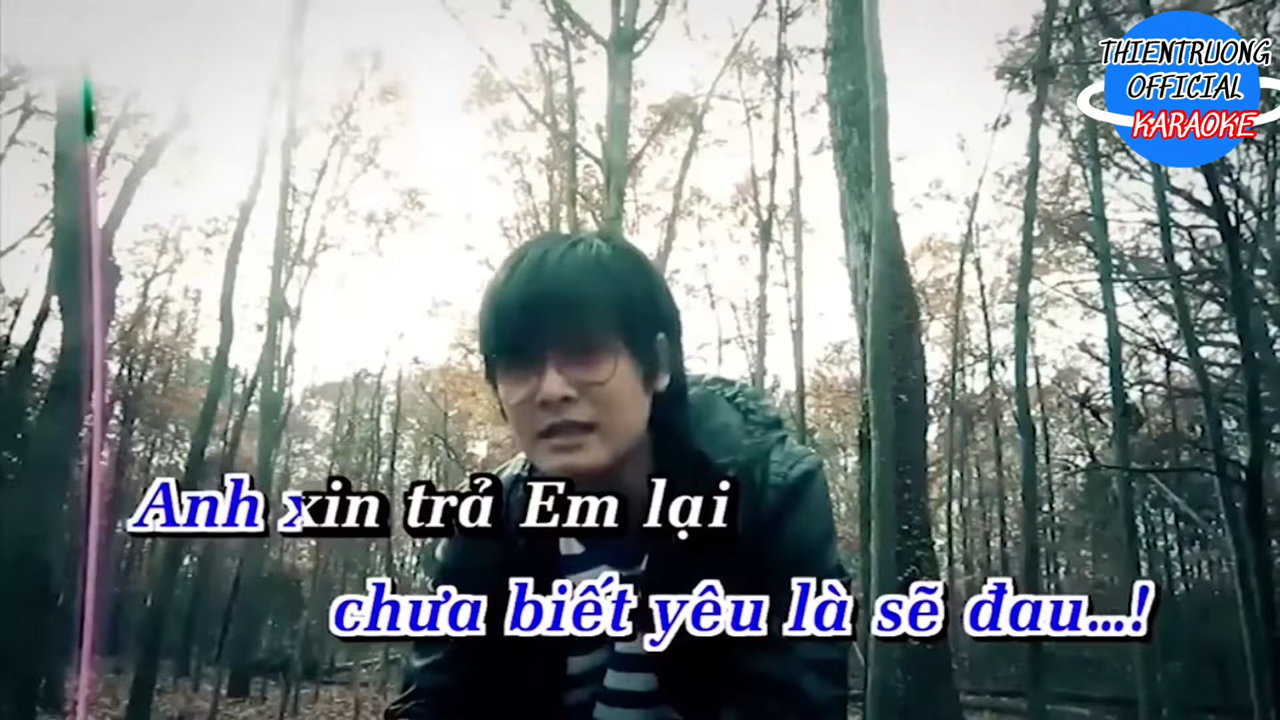 THIENTRUONG
OFFICIAL
KARAOKE
Anh xin trả Em lại
chưa biết yêu là sẽ đau...!